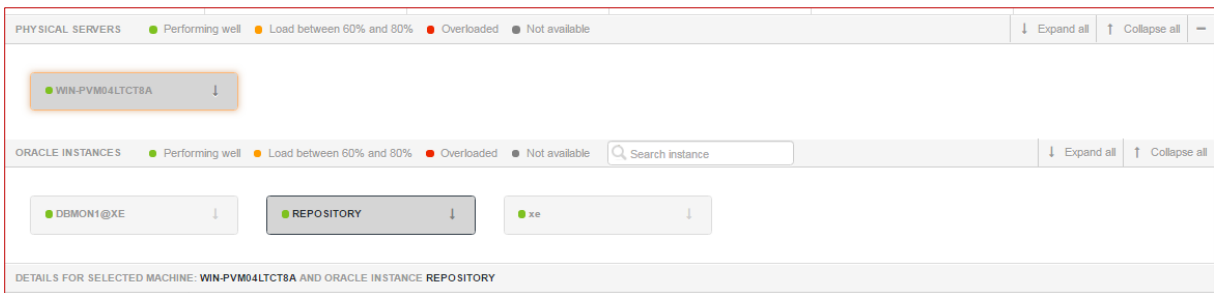 PHYSICAL SERVERS Performing well Load between 60% and 80% Overloaded Not available Expand all Collapse all
WIN-PVM04LTCT8A
ORACLE INSTANCES Performing well Load between 60% and 80% Overloaded Not available Search instance Expand all Collapse all
DBMON1@XE REPOSITORY xe
DETAILS FOR SELECTED MACHINE: WIN-PVM04LTCT8A AND ORACLE INSTANCE REPOSITORY